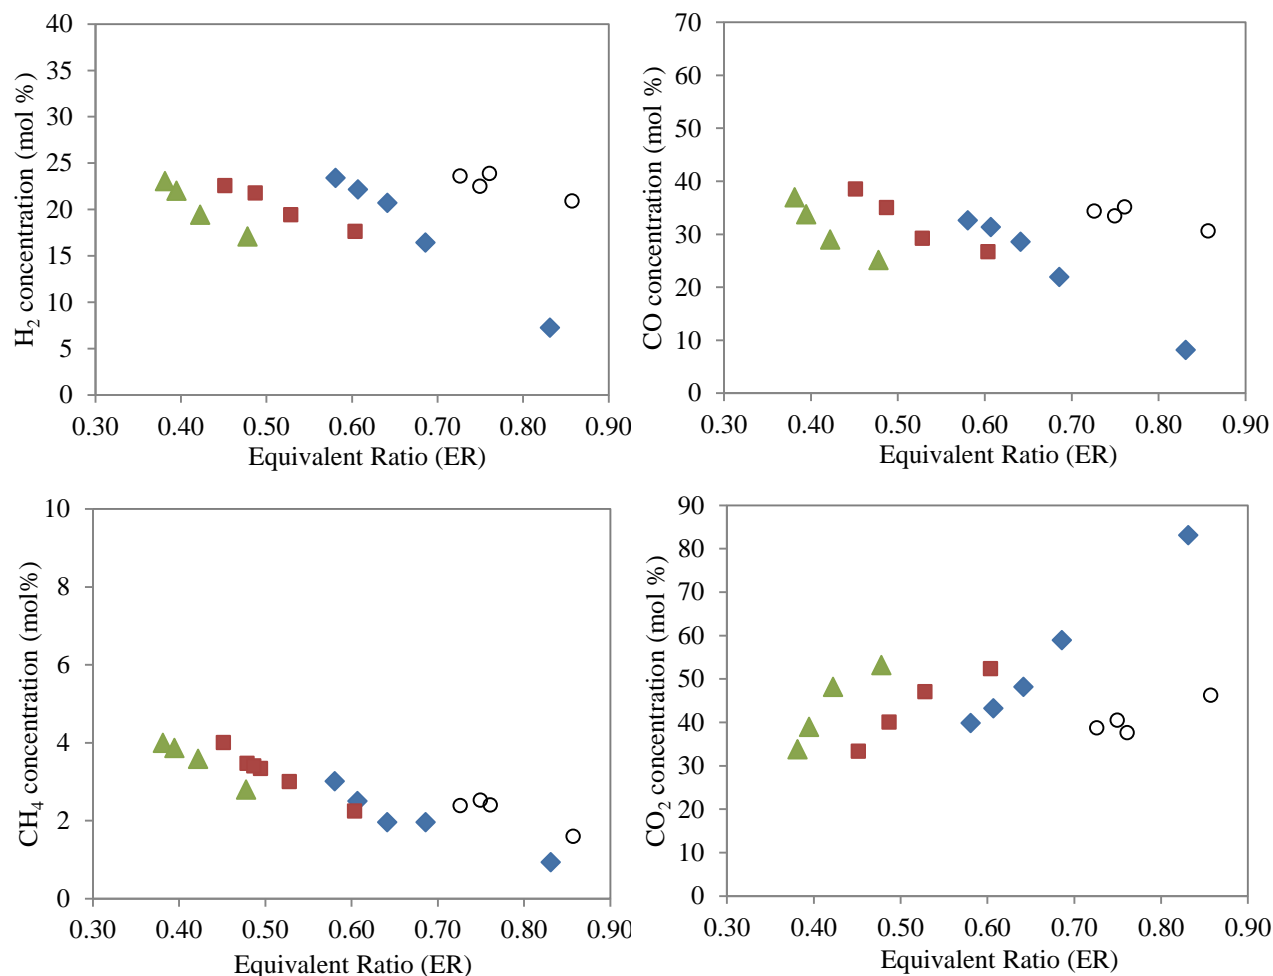 H₂ concentration (mol %)
40
35
30
25
20
15
10
5
0
0.30 0.40 0.50 0.60 0.70 0.80 0.90
Equivalent Ratio (ER)
CO concentration (mol %)
70
60
50
40
30
20
10
0
0.30 0.40 0.50 0.60 0.70 0.80 0.90
Equivalent Ratio (ER)
CH₄ concentration (mol%)
10
8
6
4
2
0
0.30 0.40 0.50 0.60 0.70 0.80 0.90
Equivalent Ratio (ER)
CO₂ concentration (mol %)
90
80
70
60
50
40
30
20
10
0
0.30 0.40 0.50 0.60 0.70 0.80 0.90
Equivalent Ratio (ER)